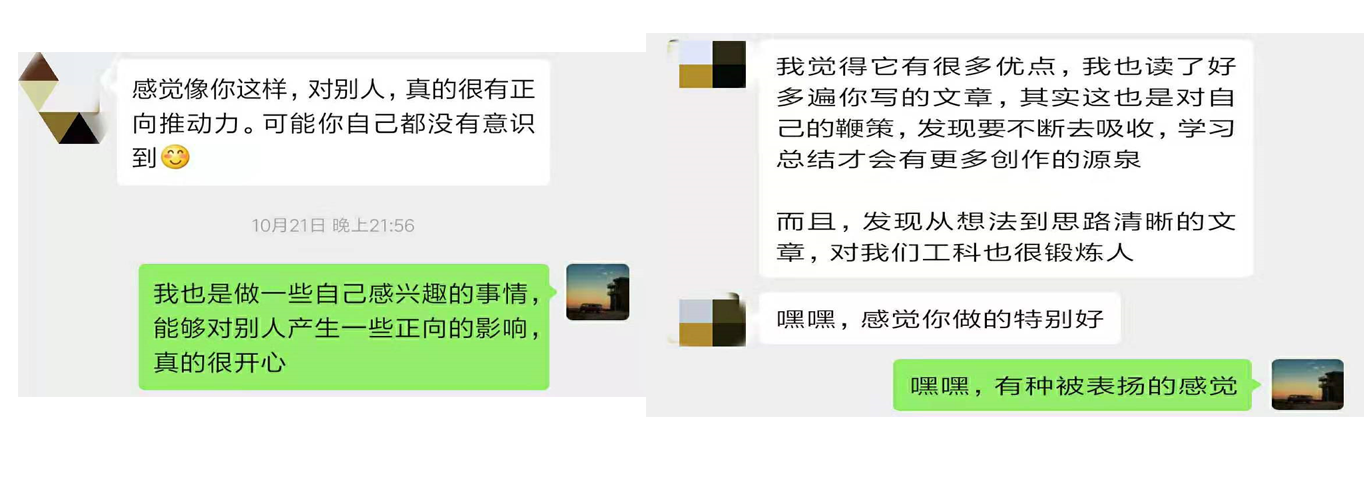 感觉像你这样，对别人，真的很有正
向推动力。可能你自己都没有意识
到😊
10月21日 晚上21:56
我也是做一些自己感兴趣的事情，
能够对别人产生一些正向的影响，
真的很开心
我觉得它有很多优点，我也读了好
多遍你写的文章，其实这也是对自
己的鞭策，发现要不断去吸收，学习
总结才会有更多创作的源泉
而且，发现从想法到思路清晰的文
章，对我们工科也很锻炼人
嘿嘿，感觉你做的特别好
嘿嘿，有种被表扬的感觉